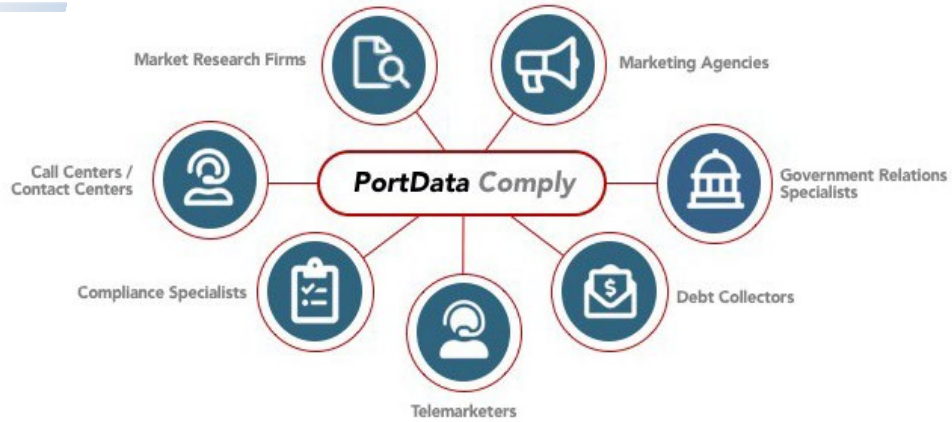 Market Research Firms
Marketing Agencies
Call Centers /
Contact Centers
PortData Comply
Government Relations
Specialists
Compliance Specialists
$
Debt Collectors
Telemarketers